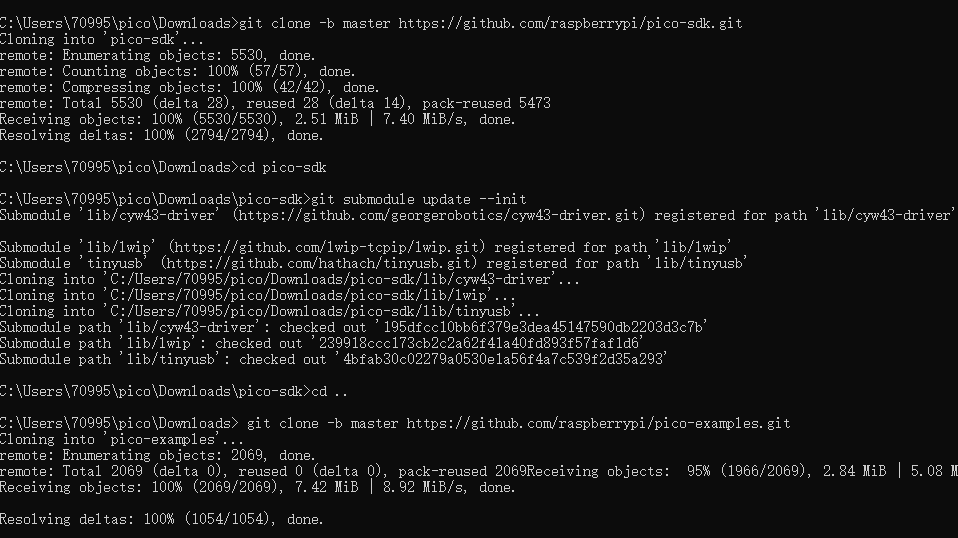 C:\Users\70995\pico\Downloads>git clone -b master https://github.com/raspberrypi/pico-sdk.git
Cloning into 'pico-sdk'...
remote: Enumerating objects: 5530, done.
remote: Counting objects: 100% (57/57), done.
remote: Compressing objects: 100% (42/42), done.
remote: Total 5530 (delta 28), reused 28 (delta 14), pack-reused 5473
Receiving objects: 100% (5530/5530), 2.51 MiB | 7.40 MiB/s, done.
Resolving deltas: 100% (2794/2794), done.
C:\Users\70995\pico\Downloads>cd pico-sdk
C:\Users\70995\pico\Downloads\pico-sdk>git submodule update --init
Submodule 'lib/cyw43-driver' (https://github.com/georgerobotics/cyw43-driver.git) registered for path 'lib/cyw43-driver'
Submodule 'lib/lwip' (https://github.com/lwip-tcpip/lwip.git) registered for path 'lib/lwip'
Submodule 'tinyusb' (https://github.com/hathach/tinyusb.git) registered for path 'lib/tinyusb'
Cloning into 'C:/Users/70995/pico/Downloads/pico-sdk/lib/cyw43-driver'...
Cloning into 'C:/Users/70995/pico/Downloads/pico-sdk/lib/lwip'...
Cloning into 'C:/Users/70995/pico/Downloads/pico-sdk/lib/tinyusb'...
Submodule path 'lib/cyw43-driver': checked out '195dfcc10bb6f379e3dea45147590db2203d3c7b'
Submodule path 'lib/lwip': checked out '239918ccc173cb2c2a62f41a40fd893f57faf1d6'
Submodule path 'lib/tinyusb': checked out '4bfab30c02279a0530e1a56f4a7c539f2d35a293'
C:\Users\70995\pico\Downloads\pico-sdk>cd ..
C:\Users\70995\pico\Downloads> git clone -b master https://github.com/raspberrypi/pico-examples.git
Cloning into 'pico-examples'...
remote: Enumerating objects: 2069, done.
remote: Total 2069 (delta 0), reused 0 (delta 0), pack-reused 2069Receiving objects:  95% (1966/2069), 2.84 MiB | 5.08 M
Receiving objects: 100% (2069/2069), 7.42 MiB | 8.92 MiB/s, done.
Resolving deltas: 100% (1054/1054), done.